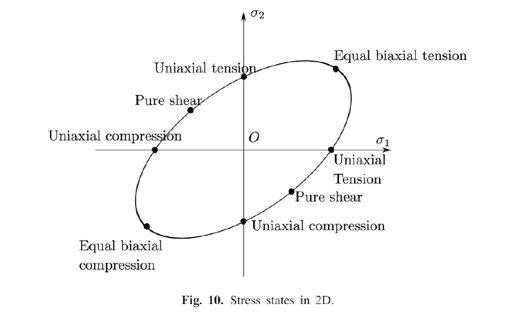 σ₂
Equal biaxial tension
Uniaxial tension
Pure shear
Uniaxial compression
O
σ₁
Uniaxial
Tension
Pure shear
Uniaxial compression
Equal biaxial
compression
Fig. 10. Stress states in 2D.